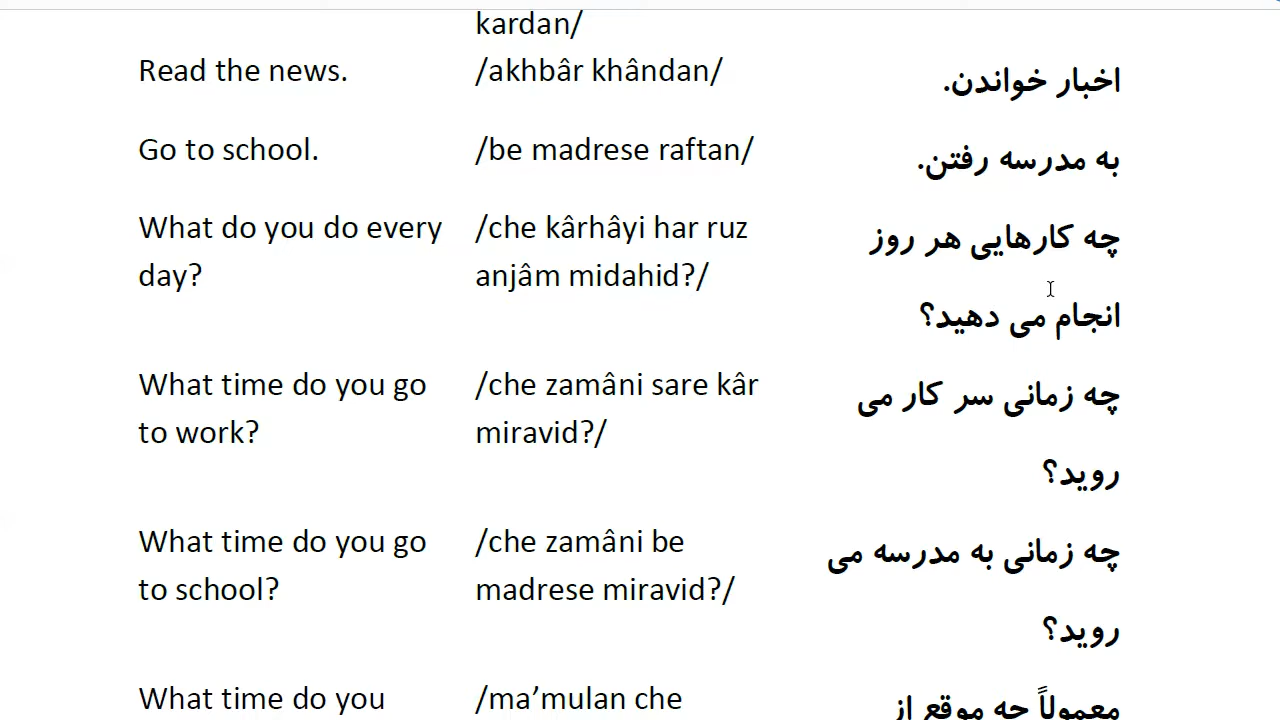 kardan/
Read the news. /akhbâr khândan/ اخبار خواندن.
Go to school. /be madrese raftan/ به مدرسه رفتن.
What do you do every /che kârhâyi har ruz چه کارهایی هر روز
day? anjâm midahid?/
انجام می دهید؟
What time do you go /che zamâni sare kâr چه زمانی سر کار می
to work? miravid?/
روید؟
What time do you go /che zamâni be چه زمانی به مدرسه می
to school? madrese miravid?/
روید؟
What time do you /ma’mulan che معمولاً چه موقع از